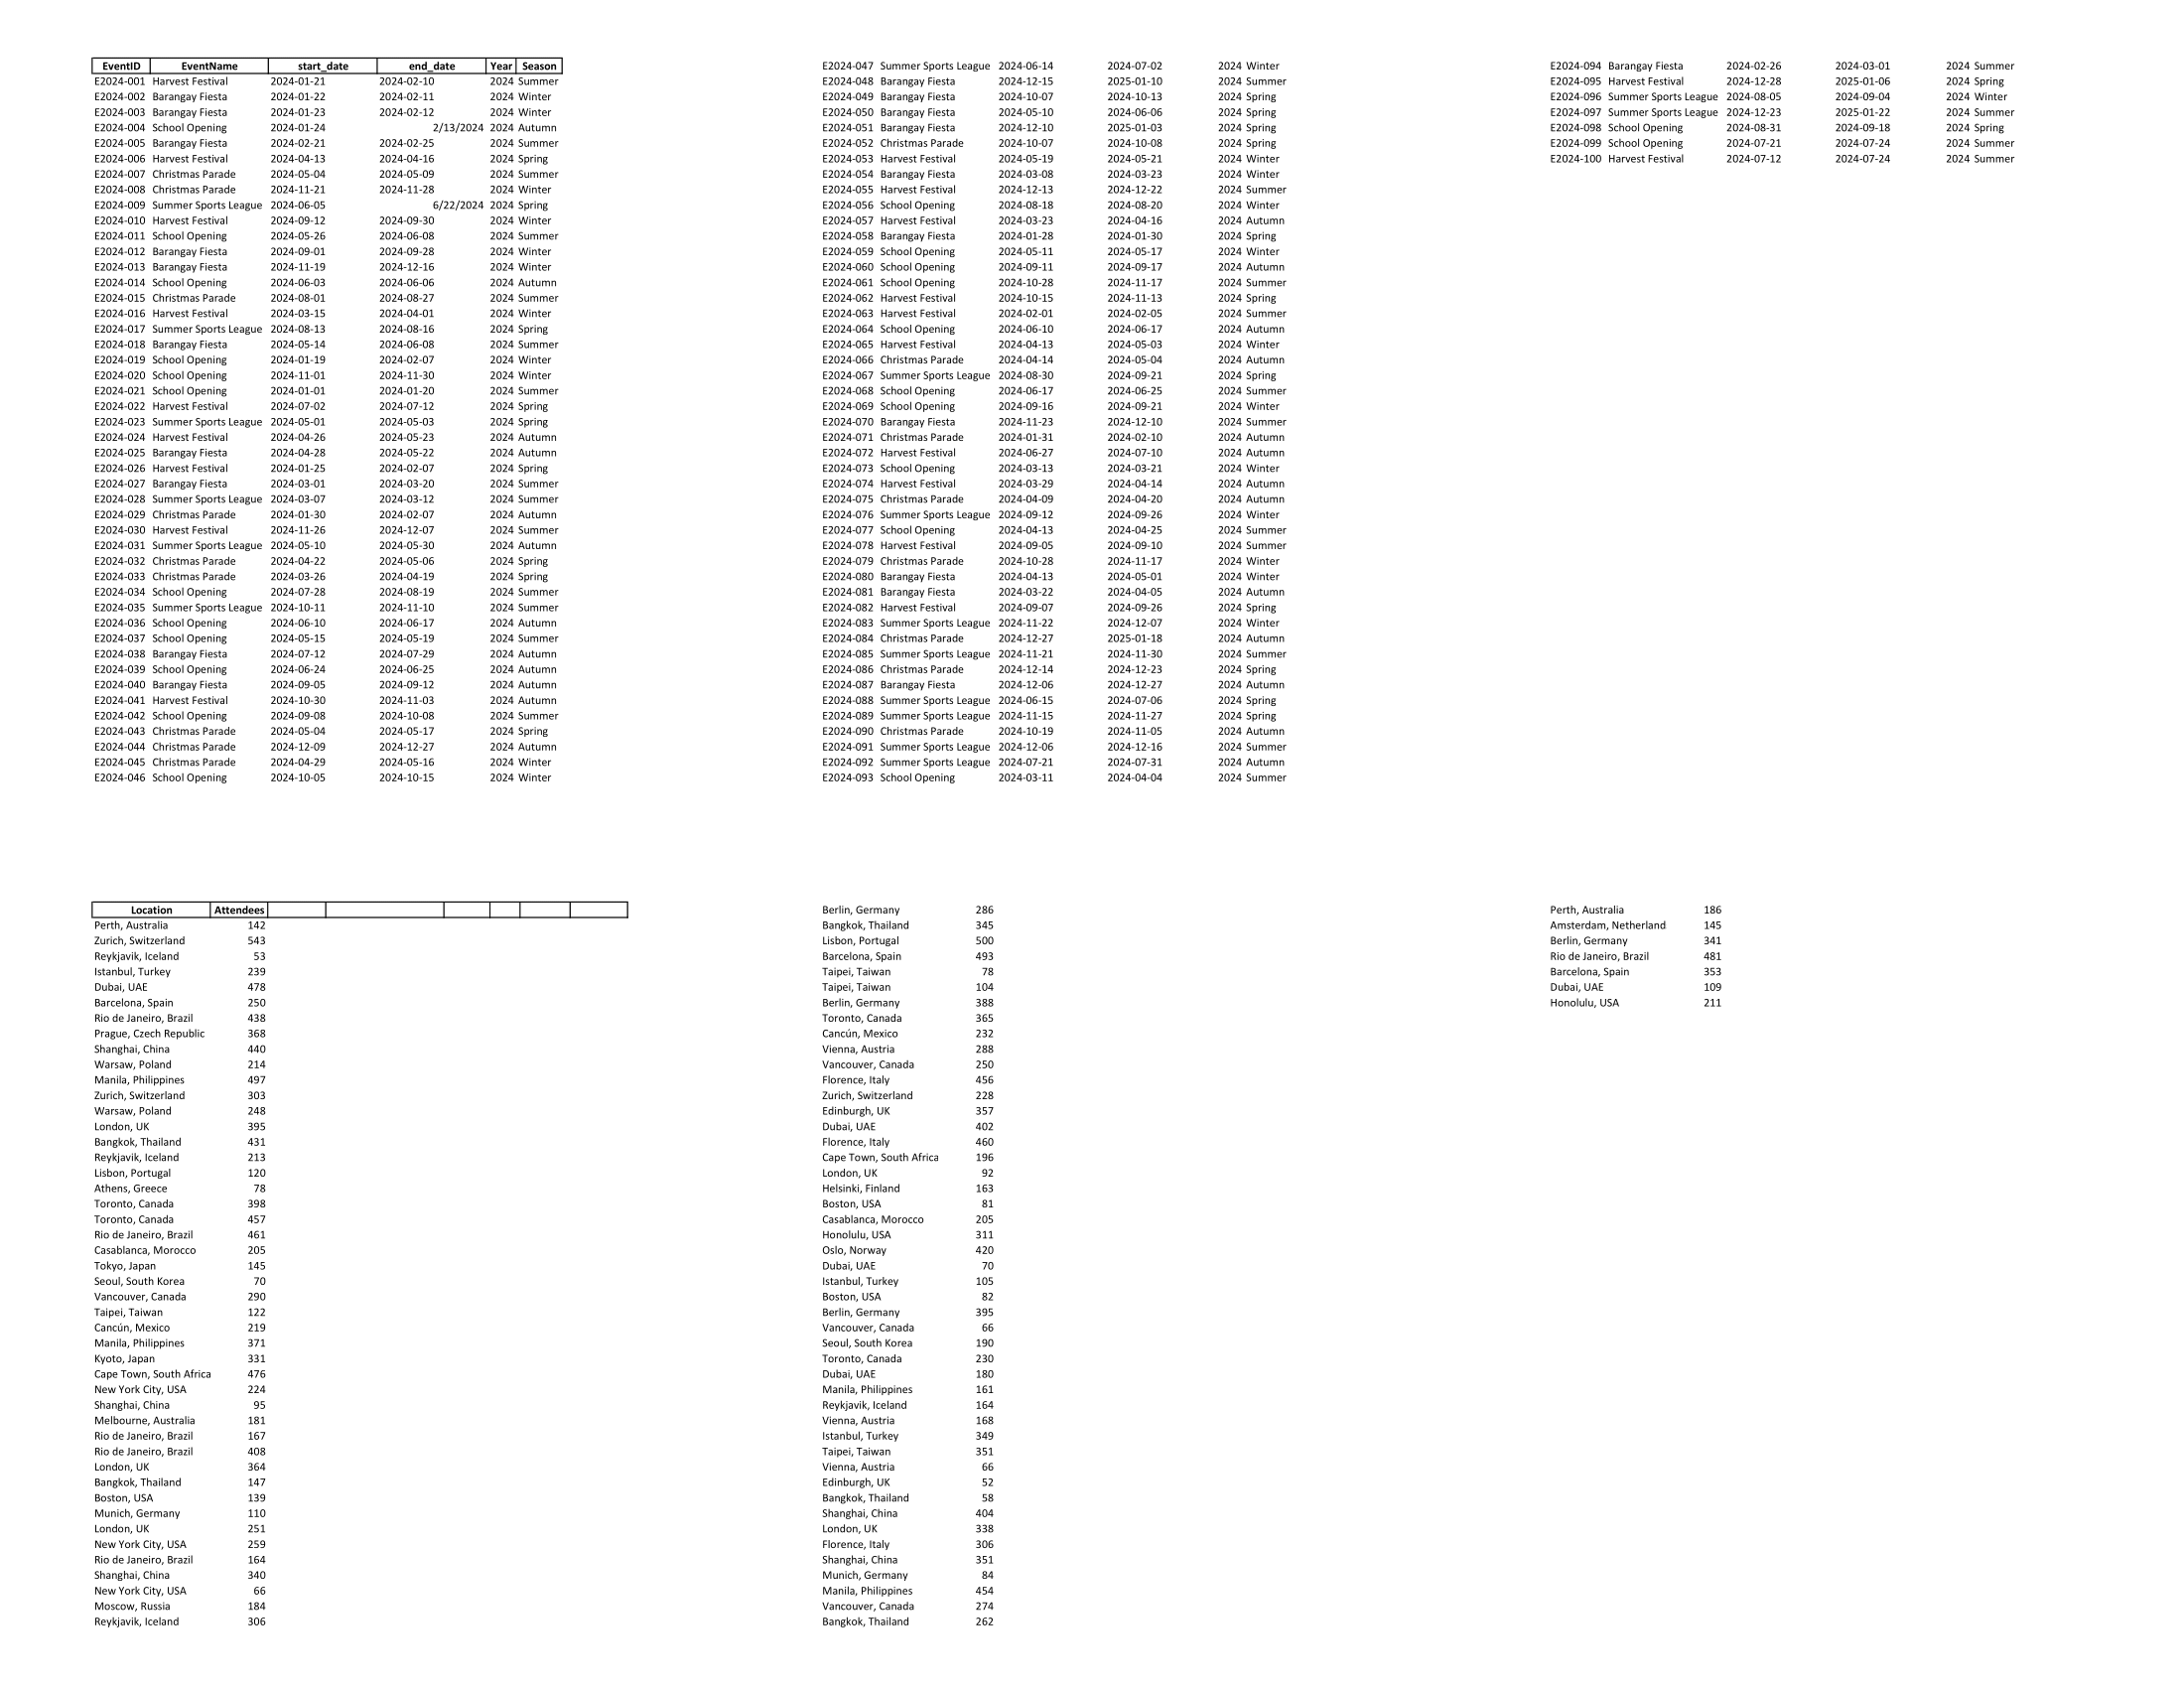 EventID EventName start_date end_date Year Season
E2024-001 Harvest Festival 2024-01-21 2024-02-10 2024 Summer
E2024-002 Barangay Fiesta 2024-01-22 2024-02-11 2024 Winter
E2024-003 Barangay Fiesta 2024-01-23 2024-02-12 2024 Winter
E2024-004 School Opening 2024-01-24 2/13/2024 2024 Autumn
E2024-005 Barangay Fiesta 2024-02-21 2024-02-25 2024 Summer
E2024-006 Harvest Festival 2024-04-13 2024-04-16 2024 Spring
E2024-007 Christmas Parade 2024-05-04 2024-05-09 2024 Summer
E2024-008 Christmas Parade 2024-11-21 2024-11-28 2024 Winter
E2024-009 Summer Sports League 2024-06-05 6/22/2024 2024 Spring
E2024-010 Harvest Festival 2024-09-12 2024-09-30 2024 Winter
E2024-011 School Opening 2024-05-26 2024-06-08 2024 Summer
E2024-012 Barangay Fiesta 2024-09-01 2024-09-28 2024 Winter
E2024-013 Barangay Fiesta 2024-11-19 2024-12-16 2024 Winter
E2024-014 School Opening 2024-06-03 2024-06-06 2024 Autumn
E2024-015 Christmas Parade 2024-08-01 2024-08-27 2024 Summer
E2024-016 Harvest Festival 2024-03-15 2024-04-01 2024 Winter
E2024-017 Summer Sports League 2024-08-13 2024-08-16 2024 Spring
E2024-018 Barangay Fiesta 2024-05-14 2024-06-08 2024 Summer
E2024-019 School Opening 2024-01-19 2024-02-07 2024 Winter
E2024-020 School Opening 2024-11-01 2024-11-30 2024 Winter
E2024-021 School Opening 2024-01-01 2024-01-20 2024 Summer
E2024-022 Harvest Festival 2024-07-02 2024-07-12 2024 Spring
E2024-023 Summer Sports League 2024-05-01 2024-05-03 2024 Spring
E2024-024 Harvest Festival 2024-04-26 2024-05-23 2024 Autumn
E2024-025 Barangay Fiesta 2024-04-28 2024-05-22 2024 Autumn
E2024-026 Harvest Festival 2024-01-25 2024-02-07 2024 Spring
E2024-027 Barangay Fiesta 2024-03-01 2024-03-20 2024 Summer
E2024-028 Summer Sports League 2024-03-07 2024-03-12 2024 Summer
E2024-029 Christmas Parade 2024-01-30 2024-02-07 2024 Autumn
E2024-030 Harvest Festival 2024-11-26 2024-12-07 2024 Summer
E2024-031 Summer Sports League 2024-05-10 2024-05-30 2024 Autumn
E2024-032 Christmas Parade 2024-04-22 2024-05-06 2024 Spring
E2024-033 Christmas Parade 2024-03-26 2024-04-19 2024 Spring
E2024-034 School Opening 2024-07-28 2024-08-19 2024 Summer
E2024-035 Summer Sports League 2024-10-11 2024-11-10 2024 Summer
E2024-036 School Opening 2024-06-10 2024-06-17 2024 Autumn
E2024-037 School Opening 2024-05-15 2024-05-19 2024 Summer
E2024-038 Barangay Fiesta 2024-07-12 2024-07-29 2024 Autumn
E2024-039 School Opening 2024-06-24 2024-06-25 2024 Autumn
E2024-040 Barangay Fiesta 2024-09-05 2024-09-12 2024 Autumn
E2024-041 Harvest Festival 2024-10-30 2024-11-03 2024 Autumn
E2024-042 School Opening 2024-09-08 2024-10-08 2024 Summer
E2024-043 Christmas Parade 2024-05-04 2024-05-17 2024 Spring
E2024-044 Christmas Parade 2024-12-09 2024-12-27 2024 Autumn
E2024-045 Christmas Parade 2024-04-29 2024-05-16 2024 Winter
E2024-046 School Opening 2024-10-05 2024-10-15 2024 Winter
E2024-047 Summer Sports League 2024-06-14 2024-07-02 2024 Winter
E2024-048 Barangay Fiesta 2024-12-15 2025-01-10 2024 Summer
E2024-049 Barangay Fiesta 2024-10-07 2024-10-13 2024 Spring
E2024-050 Barangay Fiesta 2024-05-10 2024-06-06 2024 Spring
E2024-051 Barangay Fiesta 2024-12-10 2025-01-03 2024 Spring
E2024-052 Christmas Parade 2024-10-07 2024-10-08 2024 Spring
E2024-053 Harvest Festival 2024-05-19 2024-05-21 2024 Winter
E2024-054 Barangay Fiesta 2024-03-08 2024-03-23 2024 Winter
E2024-055 Harvest Festival 2024-12-13 2024-12-22 2024 Summer
E2024-056 School Opening 2024-08-18 2024-08-20 2024 Winter
E2024-057 Harvest Festival 2024-03-23 2024-04-16 2024 Autumn
E2024-058 Barangay Fiesta 2024-01-28 2024-01-30 2024 Spring
E2024-059 School Opening 2024-05-11 2024-05-17 2024 Winter
E2024-060 School Opening 2024-09-11 2024-09-17 2024 Autumn
E2024-061 School Opening 2024-10-28 2024-11-17 2024 Summer
E2024-062 Harvest Festival 2024-10-15 2024-11-13 2024 Spring
E2024-063 Harvest Festival 2024-02-01 2024-02-05 2024 Summer
E2024-064 School Opening 2024-06-10 2024-06-17 2024 Autumn
E2024-065 Harvest Festival 2024-04-13 2024-05-03 2024 Winter
E2024-066 Christmas Parade 2024-04-14 2024-05-04 2024 Autumn
E2024-067 Summer Sports League 2024-08-30 2024-09-21 2024 Spring
E2024-068 School Opening 2024-06-17 2024-06-25 2024 Summer
E2024-069 School Opening 2024-09-16 2024-09-21 2024 Winter
E2024-070 Barangay Fiesta 2024-11-23 2024-12-10 2024 Summer
E2024-071 Christmas Parade 2024-01-31 2024-02-10 2024 Autumn
E2024-072 Harvest Festival 2024-06-27 2024-07-10 2024 Autumn
E2024-073 School Opening 2024-03-13 2024-03-21 2024 Winter
E2024-074 Harvest Festival 2024-03-29 2024-04-14 2024 Autumn
E2024-075 Christmas Parade 2024-04-09 2024-04-20 2024 Autumn
E2024-076 Summer Sports League 2024-09-12 2024-09-26 2024 Winter
E2024-077 School Opening 2024-04-13 2024-04-25 2024 Summer
E2024-078 Harvest Festival 2024-09-05 2024-09-10 2024 Summer
E2024-079 Christmas Parade 2024-10-28 2024-11-17 2024 Winter
E2024-080 Barangay Fiesta 2024-04-13 2024-05-01 2024 Winter
E2024-081 Barangay Fiesta 2024-03-22 2024-04-05 2024 Autumn
E2024-082 Harvest Festival 2024-09-07 2024-09-26 2024 Spring
E2024-083 Summer Sports League 2024-11-22 2024-12-07 2024 Winter
E2024-084 Christmas Parade 2024-12-27 2025-01-18 2024 Autumn
E2024-085 Summer Sports League 2024-11-21 2024-11-30 2024 Summer
E2024-086 Christmas Parade 2024-12-14 2024-12-23 2024 Spring
E2024-087 Barangay Fiesta 2024-12-06 2024-12-27 2024 Autumn
E2024-088 Summer Sports League 2024-06-15 2024-07-06 2024 Spring
E2024-089 Summer Sports League 2024-11-15 2024-11-27 2024 Spring
E2024-090 Christmas Parade 2024-10-19 2024-11-05 2024 Autumn
E2024-091 Summer Sports League 2024-12-06 2024-12-16 2024 Summer
E2024-092 Summer Sports League 2024-07-21 2024-07-31 2024 Autumn
E2024-093 School Opening 2024-03-11 2024-04-04 2024 Summer
E2024-094 Barangay Fiesta 2024-02-26 2024-03-01 2024 Summer
E2024-095 Harvest Festival 2024-12-28 2025-01-06 2024 Spring
E2024-096 Summer Sports League 2024-08-05 2024-09-04 2024 Winter
E2024-097 Summer Sports League 2024-12-23 2025-01-22 2024 Summer
E2024-098 School Opening 2024-08-31 2024-09-18 2024 Spring
E2024-099 School Opening 2024-07-21 2024-07-24 2024 Summer
E2024-100 Harvest Festival 2024-07-12 2024-07-24 2024 Summer
Location Attendees
Perth, Australia 142
Zurich, Switzerland 543
Reykjavik, Iceland 53
Istanbul, Turkey 239
Dubai, UAE 478
Barcelona, Spain 250
Rio de Janeiro, Brazil 438
Prague, Czech Republic 368
Shanghai, China 440
Warsaw, Poland 214
Manila, Philippines 497
Zurich, Switzerland 303
Warsaw, Poland 248
London, UK 395
Bangkok, Thailand 431
Reykjavik, Iceland 213
Lisbon, Portugal 120
Athens, Greece 78
Toronto, Canada 398
Toronto, Canada 457
Rio de Janeiro, Brazil 461
Casablanca, Morocco 205
Tokyo, Japan 145
Seoul, South Korea 70
Vancouver, Canada 290
Taipei, Taiwan 122
Cancún, Mexico 219
Manila, Philippines 371
Kyoto, Japan 331
Cape Town, South Africa 476
New York City, USA 224
Shanghai, China 95
Melbourne, Australia 181
Rio de Janeiro, Brazil 167
Rio de Janeiro, Brazil 408
London, UK 364
Bangkok, Thailand 147
Boston, USA 139
Munich, Germany 110
London, UK 251
New York City, USA 259
Rio de Janeiro, Brazil 164
Shanghai, China 340
New York City, USA 66
Moscow, Russia 184
Reykjavik, Iceland 306
Berlin, Germany 286
Bangkok, Thailand 345
Lisbon, Portugal 500
Barcelona, Spain 493
Taipei, Taiwan 78
Taipei, Taiwan 104
Berlin, Germany 388
Toronto, Canada 365
Cancún, Mexico 232
Vienna, Austria 288
Vancouver, Canada 250
Florence, Italy 456
Zurich, Switzerland 228
Edinburgh, UK 357
Dubai, UAE 402
Florence, Italy 460
Cape Town, South Africa 196
London, UK 92
Helsinki, Finland 163
Boston, USA 81
Casablanca, Morocco 205
Honolulu, USA 311
Oslo, Norway 420
Dubai, UAE 70
Istanbul, Turkey 105
Boston, USA 82
Berlin, Germany 395
Vancouver, Canada 66
Seoul, South Korea 190
Toronto, Canada 230
Dubai, UAE 180
Manila, Philippines 161
Reykjavik, Iceland 164
Vienna, Austria 168
Istanbul, Turkey 349
Taipei, Taiwan 351
Vienna, Austria 66
Edinburgh, UK 52
Bangkok, Thailand 58
Shanghai, China 404
London, UK 338
Florence, Italy 306
Shanghai, China 351
Munich, Germany 84
Manila, Philippines 454
Vancouver, Canada 274
Bangkok, Thailand 262
Perth, Australia 186
Amsterdam, Netherland 145
Berlin, Germany 341
Rio de Janeiro, Brazil 481
Barcelona, Spain 353
Dubai, UAE 109
Honolulu, USA 211